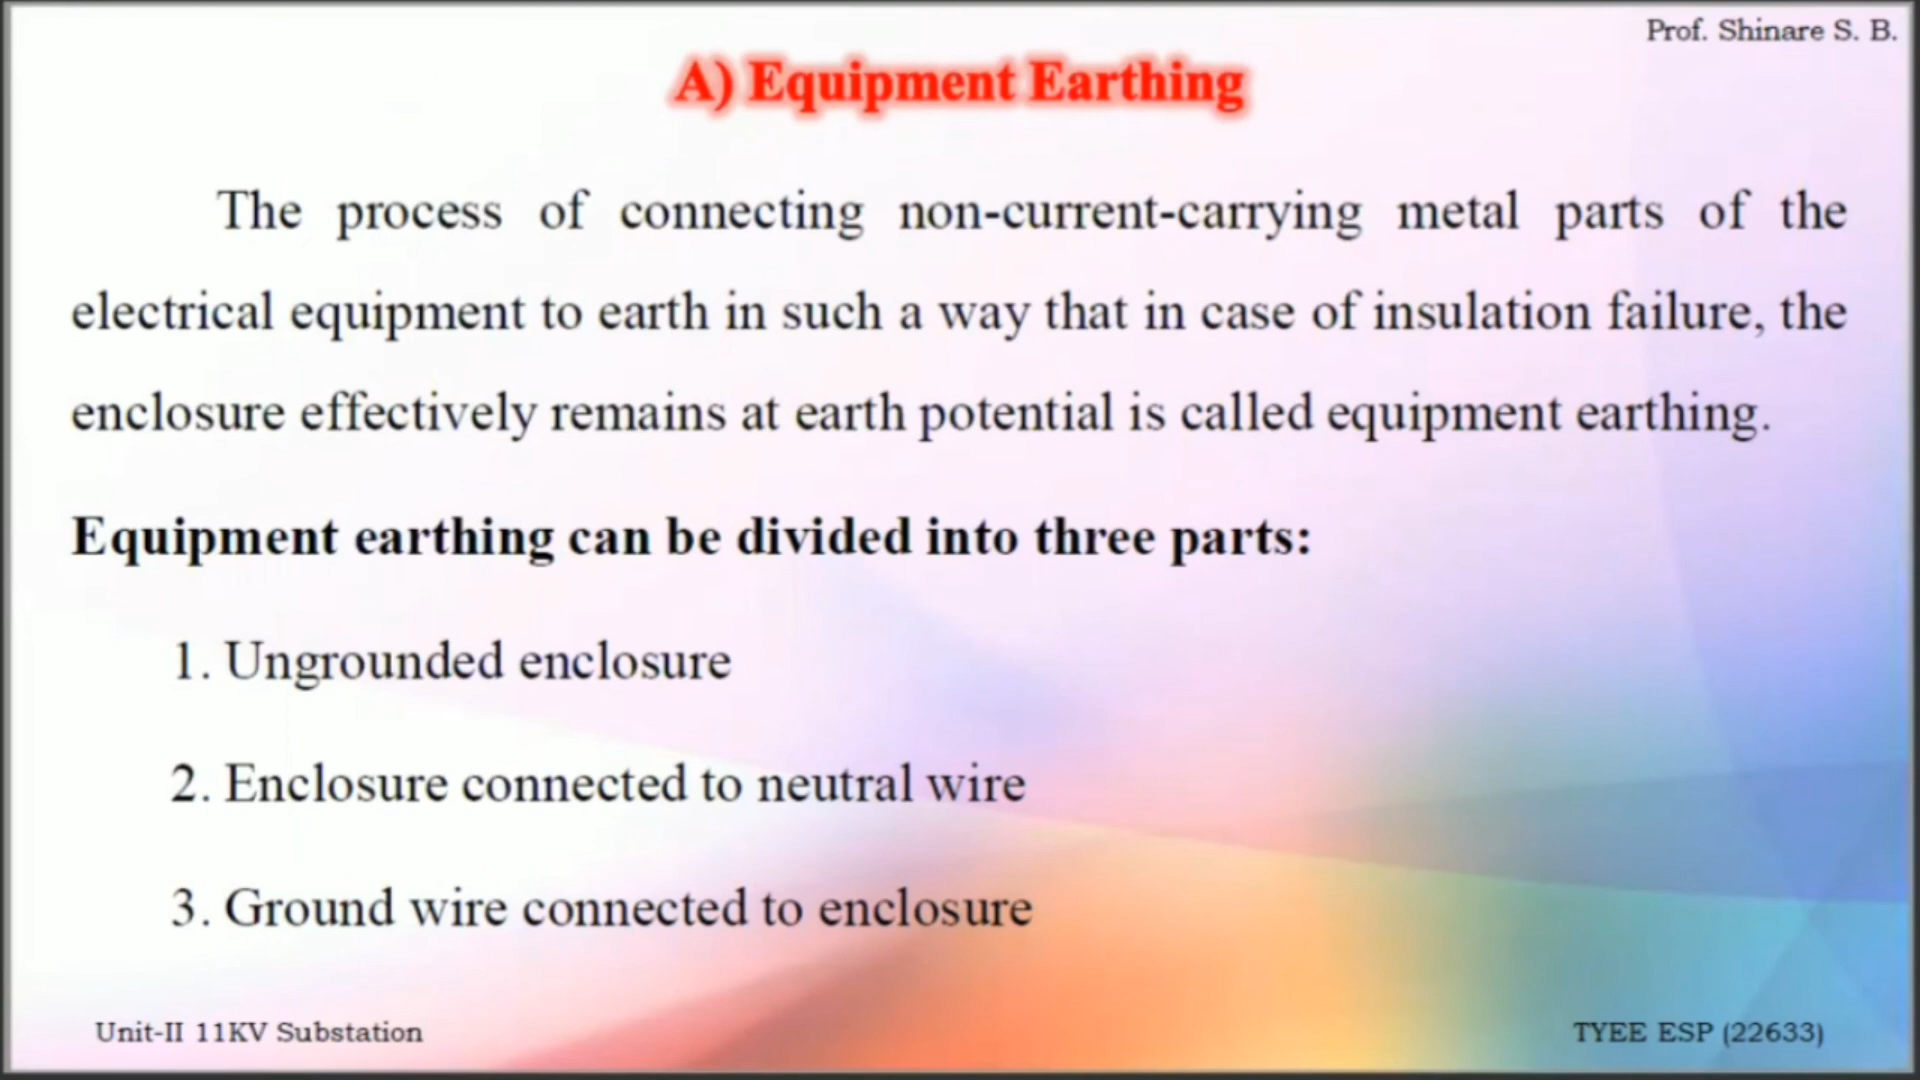 Prof. Shinare S. B.
A) Equipment Earthing
The process of connecting non-current-carrying metal parts of the
electrical equipment to earth in such a way that in case of insulation failure, the
enclosure effectively remains at earth potential is called equipment earthing.
Equipment earthing can be divided into three parts:
1. Ungrounded enclosure
2. Enclosure connected to neutral wire
3. Ground wire connected to enclosure
Unit-II 11KV Substation
TYEE ESP (22633)